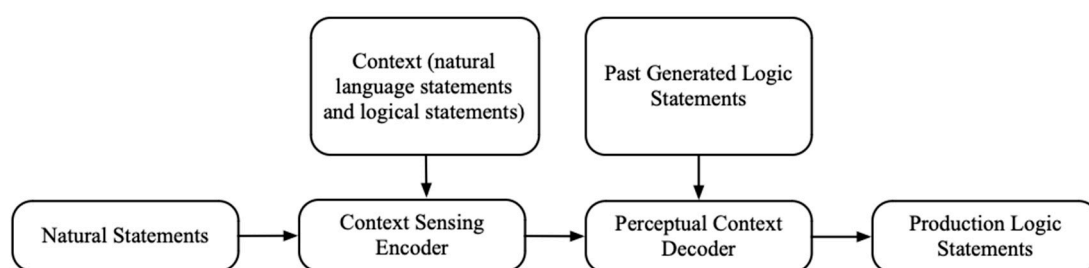 Context (natural
language statements
and logical statements)
Past Generated Logic
Statements
Natural Statements
Context Sensing
Encoder
Perceptual Context
Decoder
Production Logic
Statements